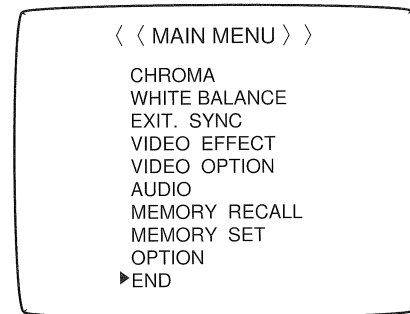 〈 〈 MAIN MENU 〉 〉
CHROMA
WHITE BALANCE
EXIT. SYNC
VIDEO EFFECT
VIDEO OPTION
AUDIO
MEMORY RECALL
MEMORY SET
OPTION
▶END